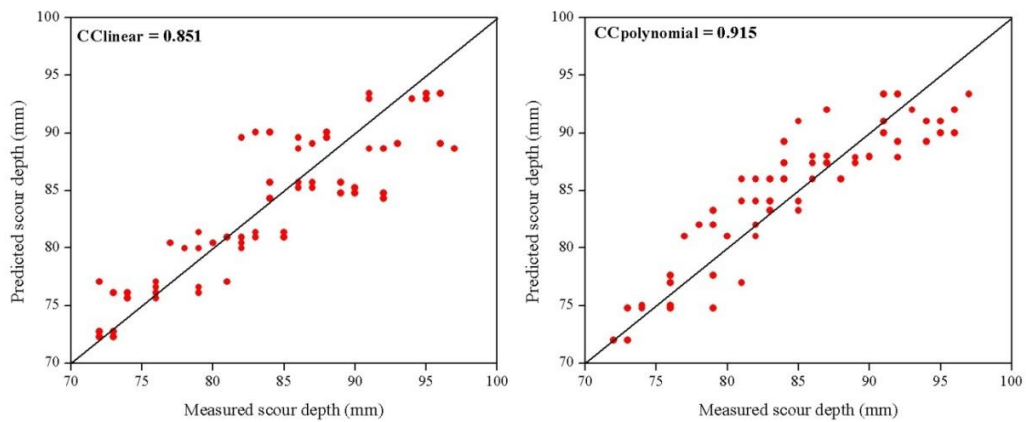 CClinear = 0.851
100
95
90
85
80
75
70
Predicted scour depth (mm)
70 75 80 85 90 95 100
Measured scour depth (mm)
CCpolynomial = 0.915
100
95
90
85
80
75
70
Predicted scour depth (mm)
70 75 80 85 90 95 100
Measured scour depth (mm)